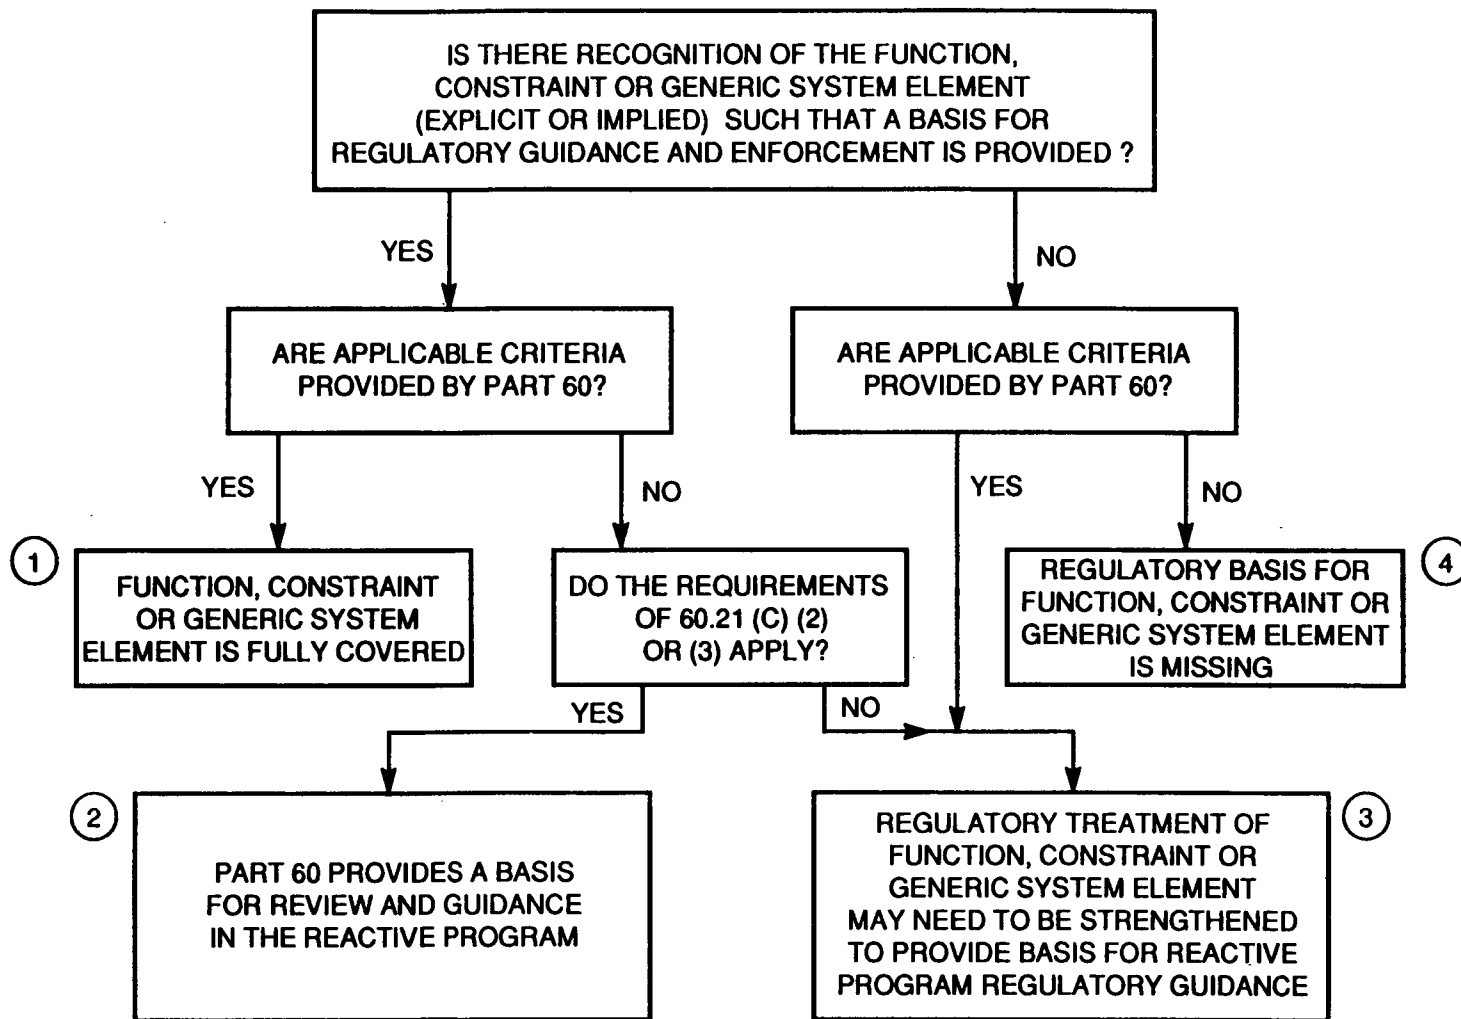 IS THERE RECOGNITION OF THE FUNCTION,
CONSTRAINT OR GENERIC SYSTEM ELEMENT
(EXPLICIT OR IMPLIED) SUCH THAT A BASIS FOR
REGULATORY GUIDANCE AND ENFORCEMENT IS PROVIDED ?
YES
NO
ARE APPLICABLE CRITERIA
PROVIDED BY PART 60?
ARE APPLICABLE CRITERIA
PROVIDED BY PART 60?
YES
NO
YES
NO
1
FUNCTION, CONSTRAINT
OR GENERIC SYSTEM
ELEMENT IS FULLY COVERED
DO THE REQUIREMENTS
OF 60.21 (C) (2)
OR (3) APPLY?
REGULATORY BASIS FOR
FUNCTION, CONSTRAINT OR
GENERIC SYSTEM ELEMENT
IS MISSING
4
YES
NO
2
PART 60 PROVIDES A BASIS
FOR REVIEW AND GUIDANCE
IN THE REACTIVE PROGRAM
REGULATORY TREATMENT OF
FUNCTION, CONSTRAINT OR
GENERIC SYSTEM ELEMENT
MAY NEED TO BE STRENGTHENED
TO PROVIDE BASIS FOR REACTIVE
PROGRAM REGULATORY GUIDANCE
3